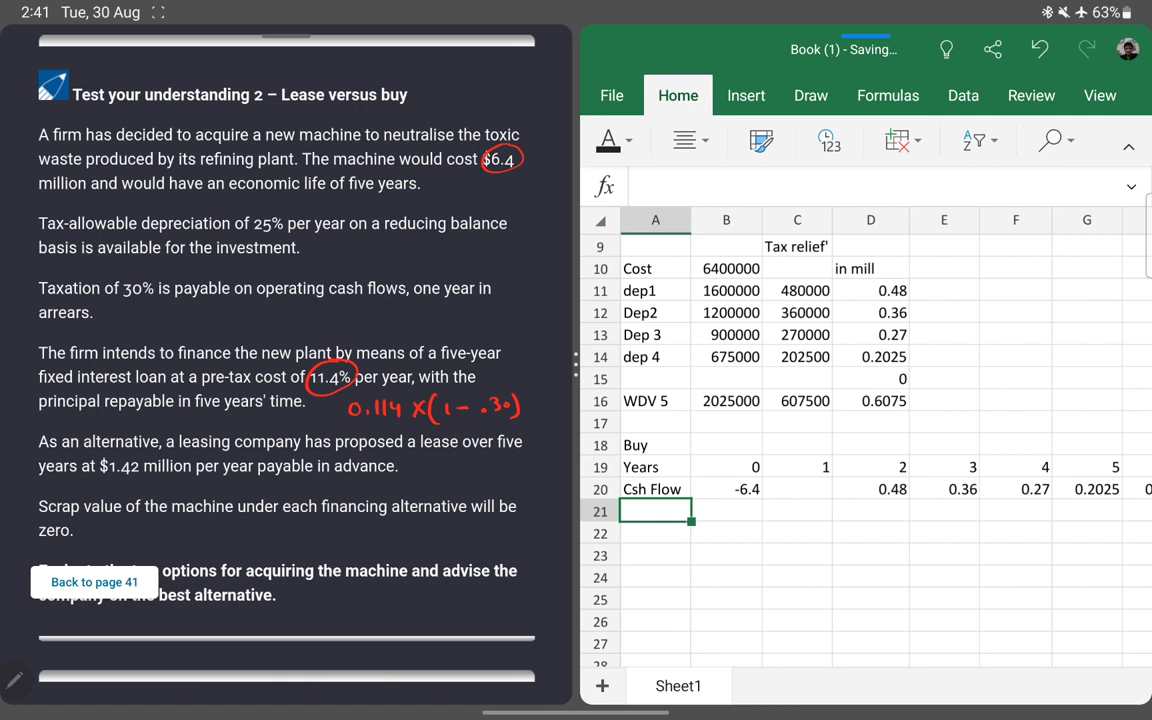 2:41 Tue, 30 Aug
63%
Test your understanding 2 – Lease versus buy
A firm has decided to acquire a new machine to neutralise the toxic
waste produced by its refining plant. The machine would cost $6.4
million and would have an economic life of five years.
Tax-allowable depreciation of 25% per year on a reducing balance
basis is available for the investment.
Taxation of 30% is payable on operating cash flows, one year in
arrears.
The firm intends to finance the new plant by means of a five-year
fixed interest loan at a pre-tax cost of 11.4% per year, with the
principal repayable in five years' time.
0.114 x (1 - .30)
As an alternative, a leasing company has proposed a lease over five
years at $1.42 million per year payable in advance.
Scrap value of the machine under each financing alternative will be
zero.
options for acquiring the machine and advise the
best alternative.
Back to page 41
Book (1) - Saving...
File Home Insert Draw Formulas Data Review View
A 123
fx
A B C D E F G
9 Tax relief'
10 Cost 6400000 in mill
11 dep1 1600000 480000 0.48
12 Dep2 1200000 360000 0.36
13 Dep 3 900000 270000 0.27
14 dep 4 675000 202500 0.2025
15 0
16 WDV 5 2025000 607500 0.6075
17
18 Buy
19 Years 0 1 2 3 4 5
20 Csh Flow -6.4 0.48 0.36 0.27 0.2025 0
21
22
23
24
25
26
27
28
+ Sheet1